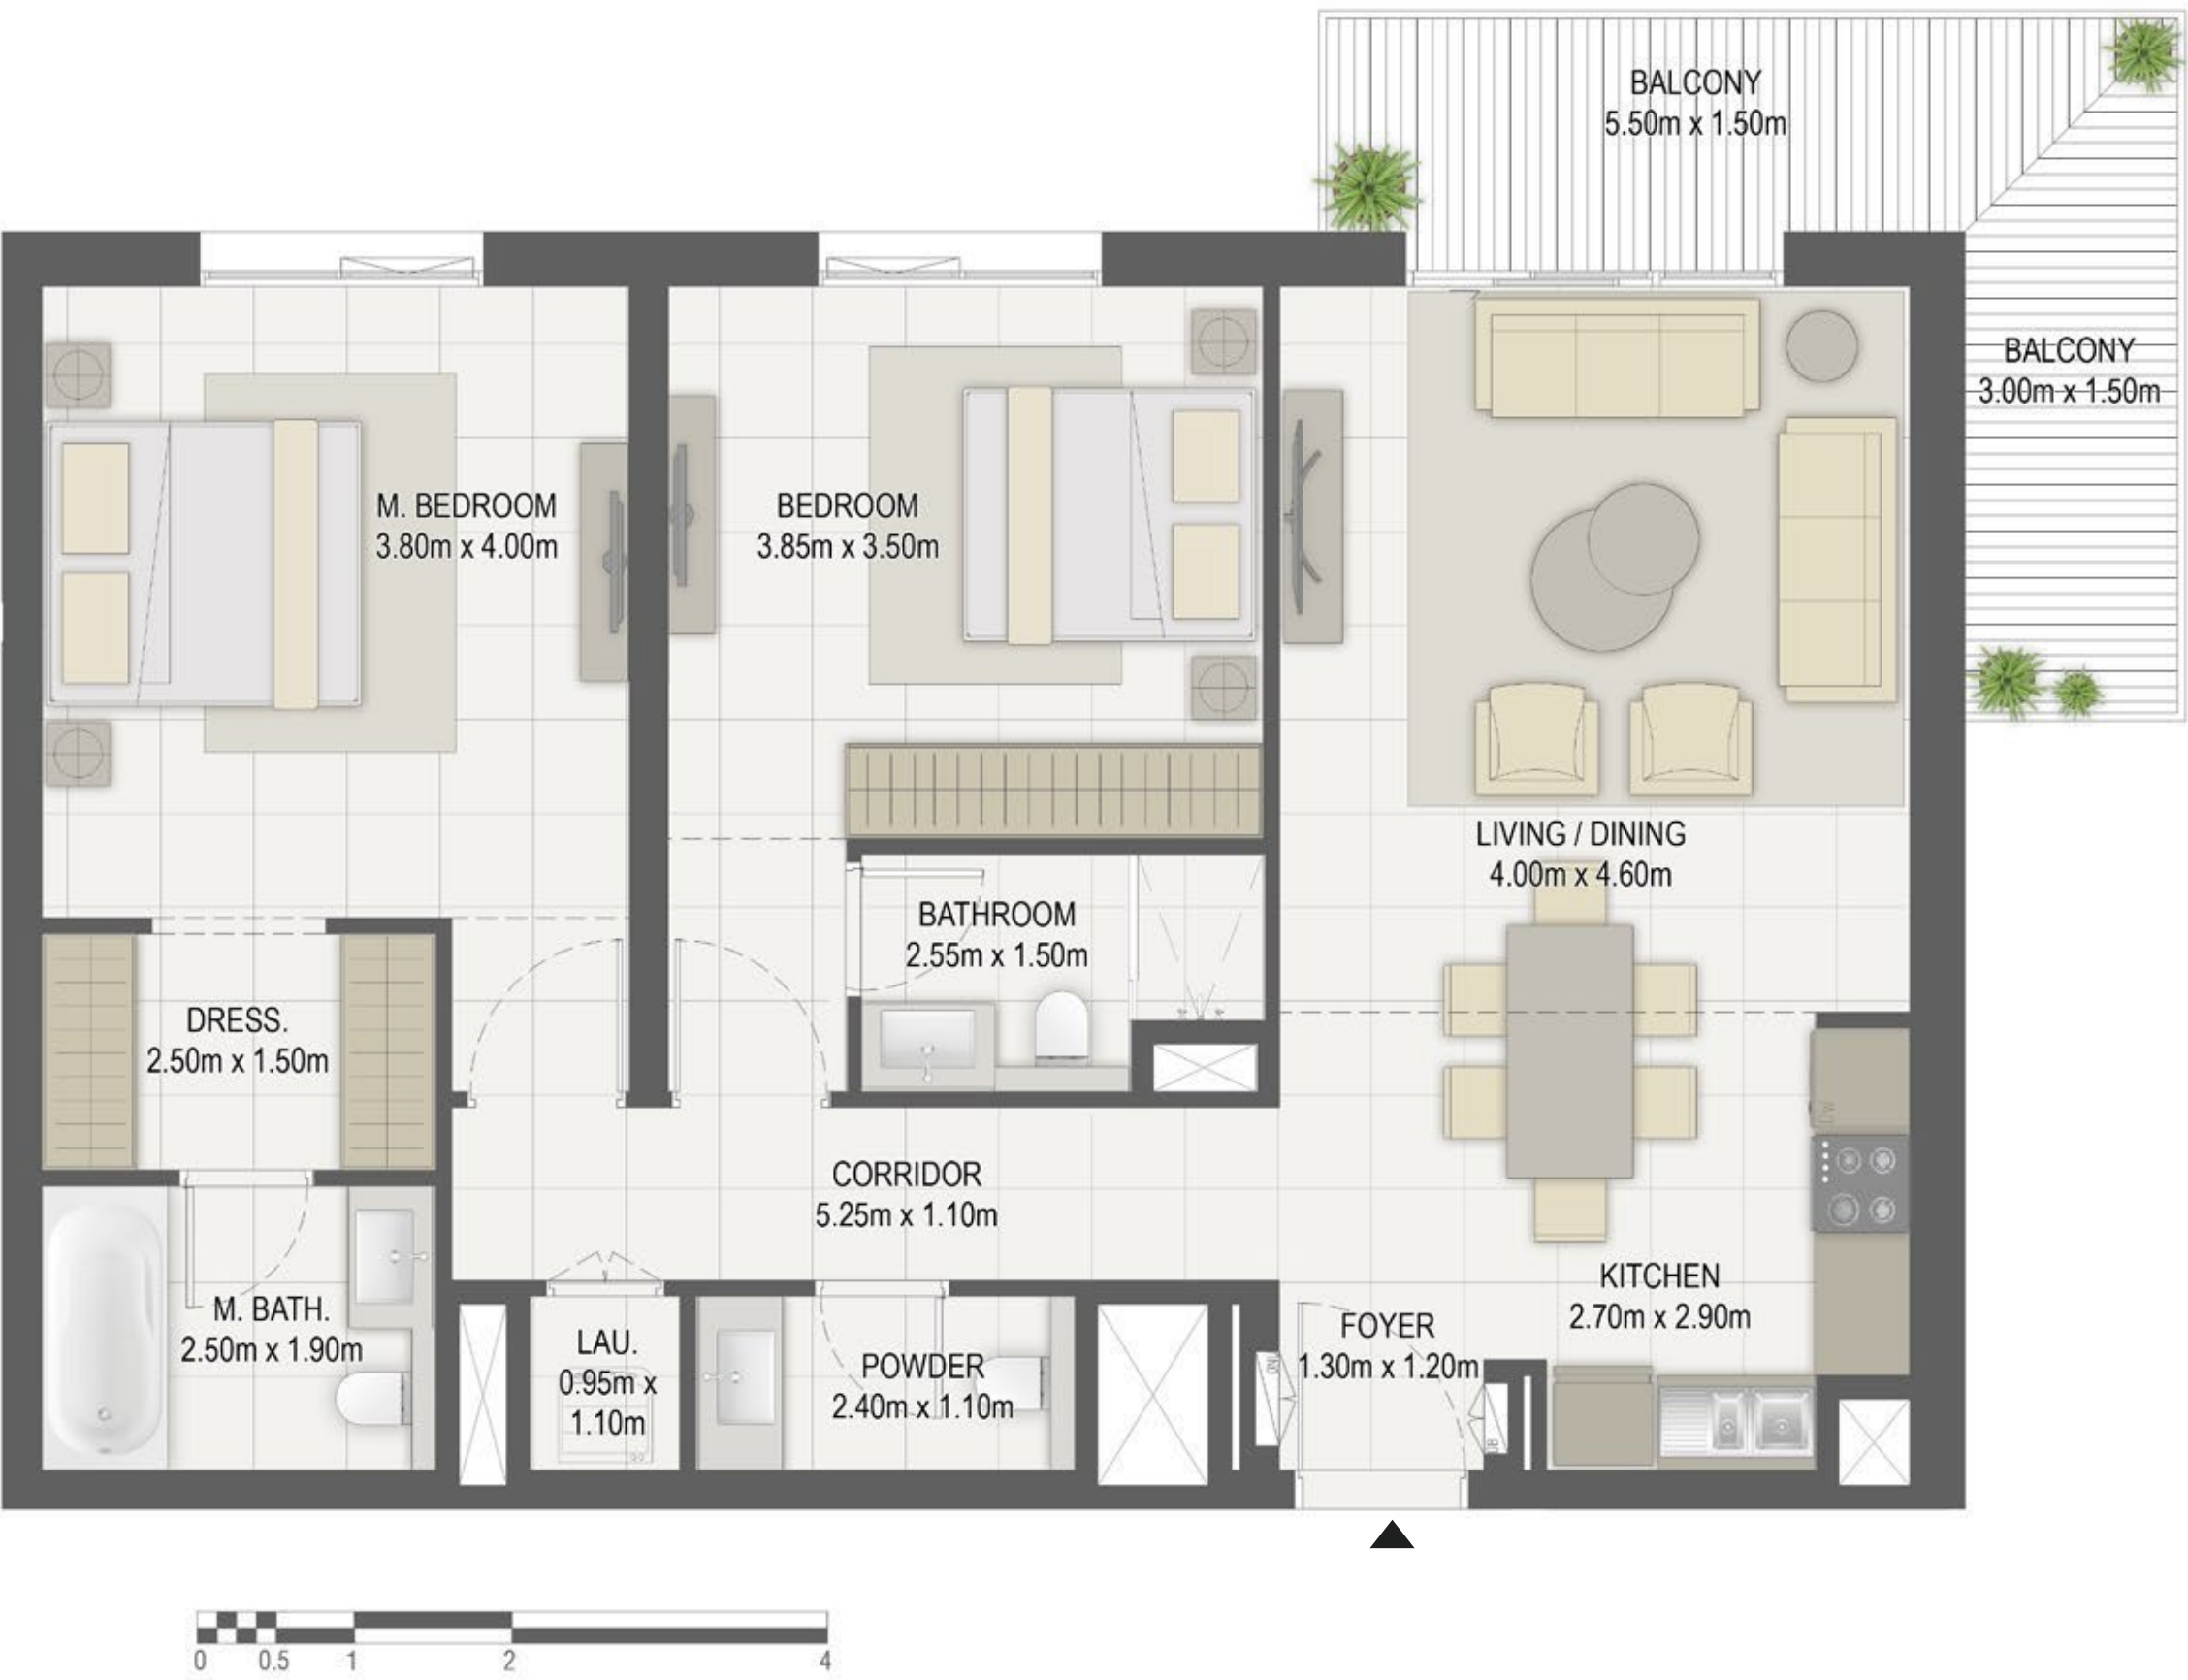 BALCONY
5.50m x 1.50m
BALCONY
3.00m x 1.50m
M. BEDROOM
3.80m x 4.00m
BEDROOM
3.85m x 3.50m
LIVING / DINING
4.00m x 4.60m
BATHROOM
2.55m x 1.50m
DRESS.
2.50m x 1.50m
DW
CORRIDOR
5.25m x 1.10m
KITCHEN
2.70m x 2.90m
M. BATH.
2.50m x 1.90m
LAU.
0.95m x
1.10m
POWDER
2.40m x 1.10m
FOYER
1.30m x 1.20m
0 0.5 1 2 4